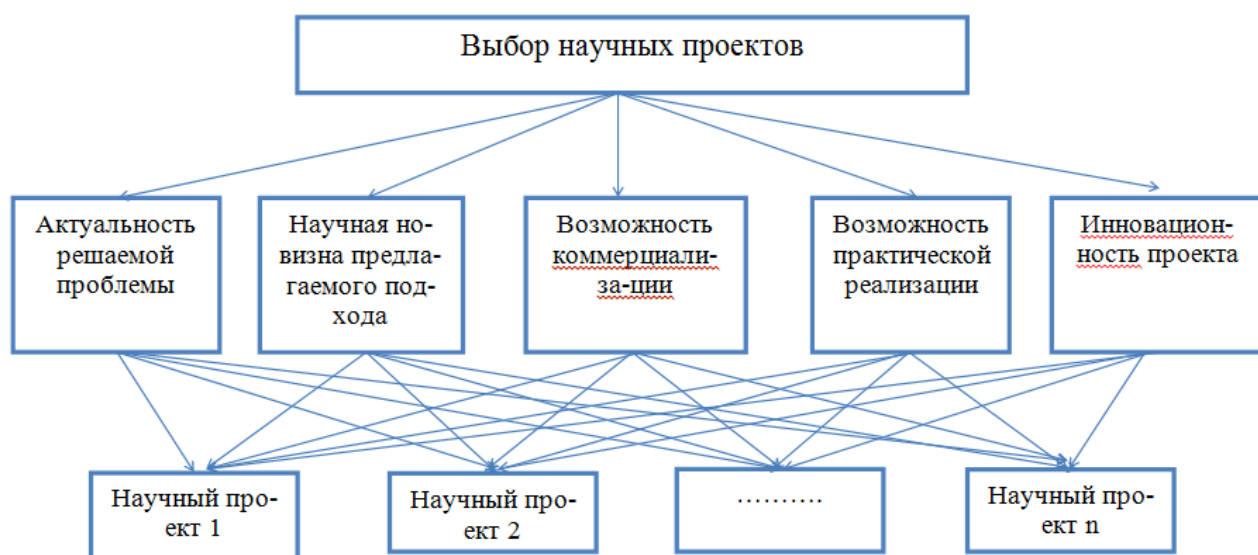 Выбор научных проектов
Актуальность
решаемой
проблемы
Научная но-
визна предла-
гаемого под-
хода
Возможность
коммерциали-
за-ции
Возможность
практической
реализации
Инновацион-
ность проекта
Научный про-
ект 1
Научный про-
ект 2
……….
Научный про-
ект n